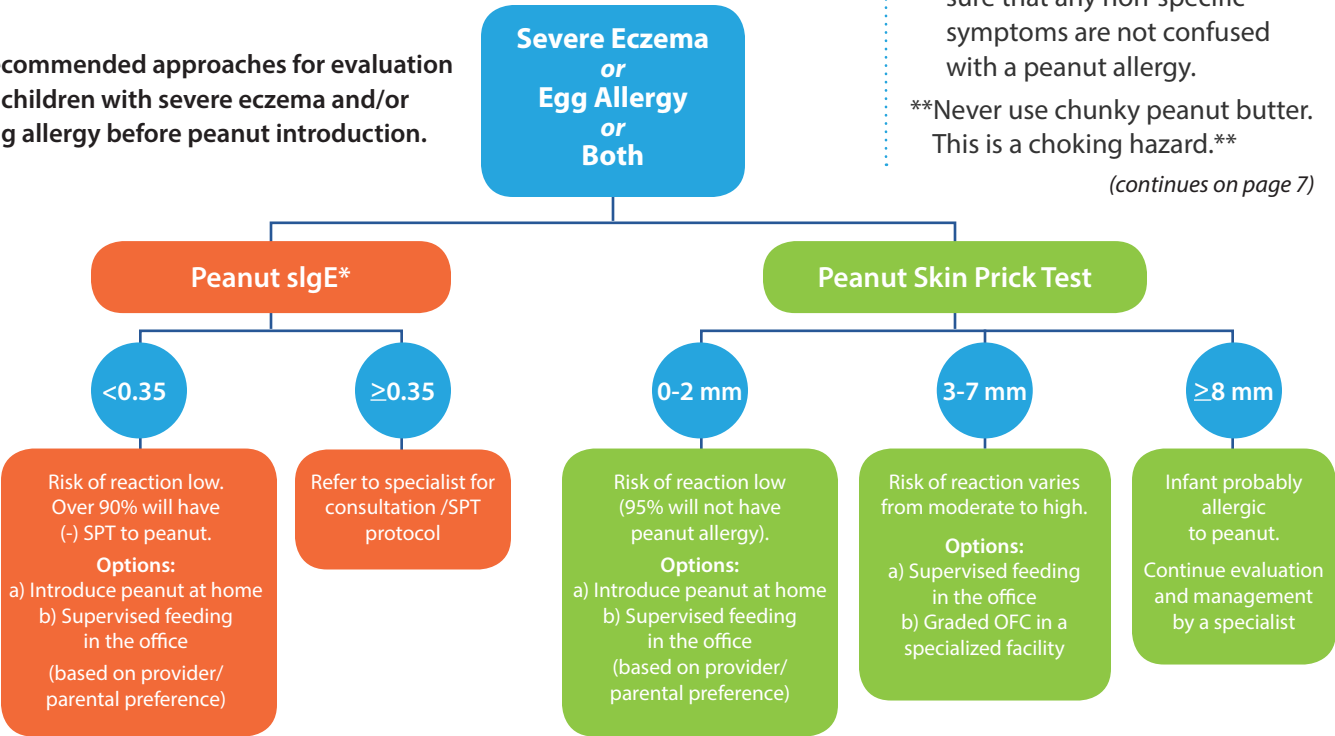 commended approaches for evaluation
children with severe eczema and/or
g allergy before peanut introduction.
Severe Eczema
or
Egg Allergy
or
Both
sure that any non-specific
symptoms are not confused
with a peanut allergy.
**Never use chunky peanut butter.
This is a choking hazard.**
(continues on page 7)
Peanut sIgE*
Peanut Skin Prick Test
<0.35
≥0.35
0-2 mm
3-7 mm
≥8 mm
Risk of reaction low.
Over 90% will have
(-) SPT to peanut.
Options:
a) Introduce peanut at home
b) Supervised feeding
in the office
(based on provider/
parental preference)
Refer to specialist for
consultation /SPT
protocol
Risk of reaction low
(95% will not have
peanut allergy).
Options:
a) Introduce peanut at home
b) Supervised feeding
in the office
(based on provider/
parental preference)
Risk of reaction varies
from moderate to high.
Options:
a) Supervised feeding
in the office
b) Graded OFC in a
specialized facility
Infant probably
allergic
to peanut.
Continue evaluation
and management
by a specialist